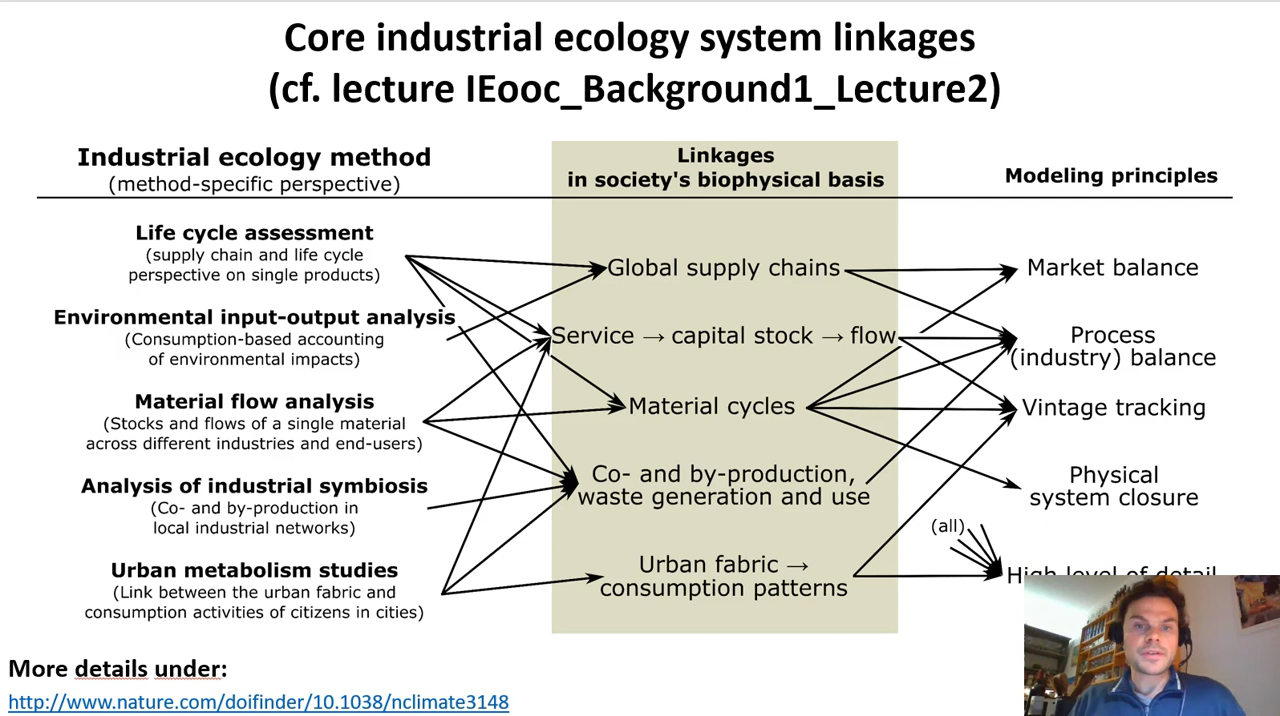 Core industrial ecology system linkages
(cf. lecture IEooc_Background1_Lecture2)
Industrial ecology method
(method-specific perspective)
Linkages
in society's biophysical basis
Modeling principles
Life cycle assessment
(supply chain and life cycle
perspective on single products)
Environmental input-output analysis
(Consumption-based accounting
of environmental impacts)
Material flow analysis
(Stocks and flows of a single material
across different industries and end-users)
Analysis of industrial symbiosis
(Co- and by-production in
local industrial networks)
Urban metabolism studies
(Link between the urban fabric and
consumption activities of citizens in cities)
Global supply chains
Service → capital stock → flow
Material cycles
Co- and by-production,
waste generation and use
Urban fabric →
consumption patterns
Market balance
Process
(industry) balance
Vintage tracking
Physical
system closure
(all)
High level of detail
More details under:
http://www.nature.com/doifinder/10.1038/nclimate3148